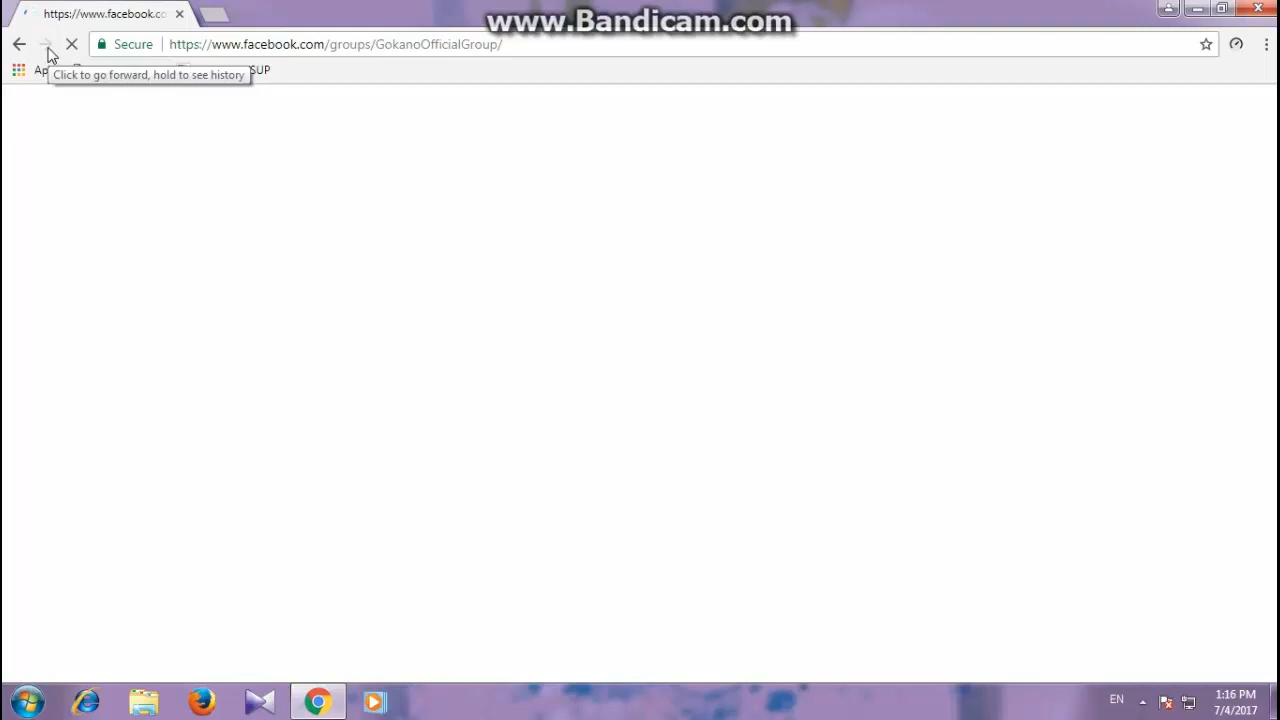 www.Bandicam.com
https://www.facebook.co
Secure
https://www.facebook.com/groups/GokanoOfficialGroup/
Click to go forward, hold to see history
SUP
EN
1:16 PM
7/4/2017